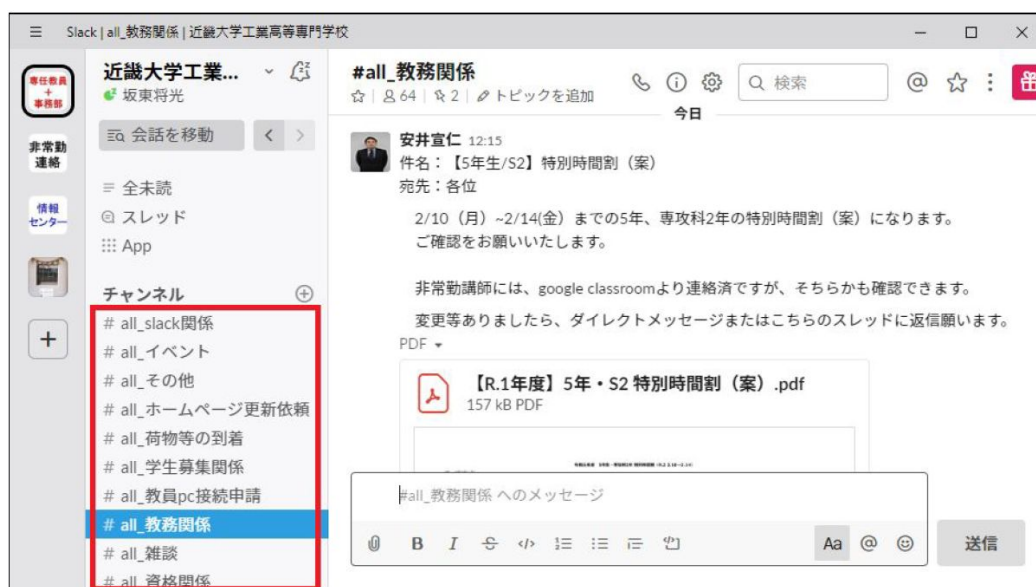 Slack | all_教務関係 | 近畿大学工業高等専門学校
専任教員
+
事務部
非常勤
連絡
情報
センター
近畿大学工業...
坂東将光
会話を移動
全未読
スレッド
App
チャンネル
# all_slack関係
# all_イベント
# all_その他
# all_ホームページ更新依頼
# all_荷物等の到着
# all_学生募集関係
# all_教員pc接続申請
# all_教務関係
# all_雑談
# all_資格関係
#all_教務関係
64 | 2 | トピックを追加
検索
今日
安井宣仁 12:15
件名：【5年生/S2】特別時間割（案）
宛先：各位
2/10（月）~2/14(金）までの5年、専攻科2年の特別時間割（案）になります。
ご確認をお願いいたします。
非常勤講師には、google classroomより連絡済ですが、そちらかも確認できます。
変更等ありましたら、ダイレクトメッセージまたはこちらのスレッドに返信願います。
PDF
【R.1年度】5年・S2 特別時間割（案）.pdf
157 kB PDF
#all_教務関係 へのメッセージ
B I S Aa @
送信